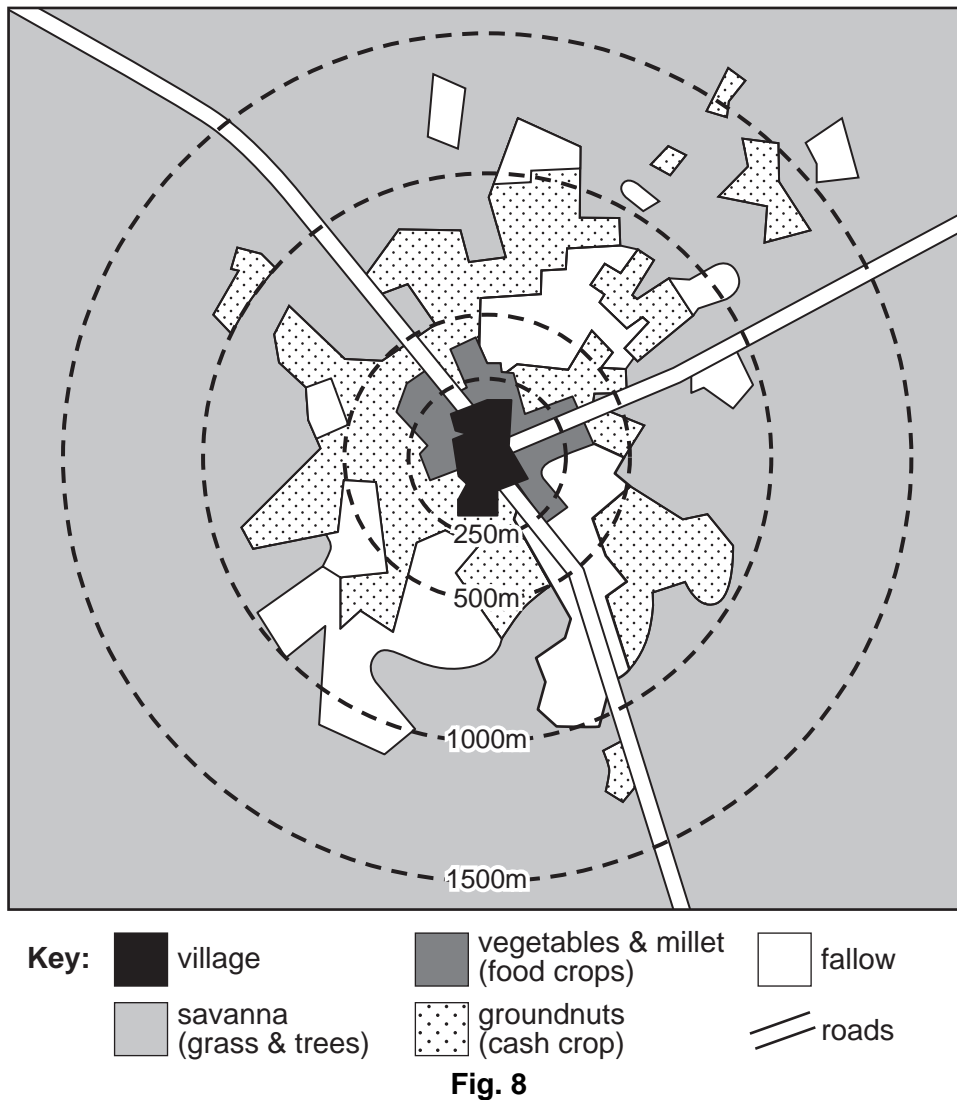 250m
500m
1000m
1500m
Key:
village
vegetables & millet
(food crops)
fallow
savanna
(grass & trees)
groundnuts
(cash crop)
roads
Fig. 8